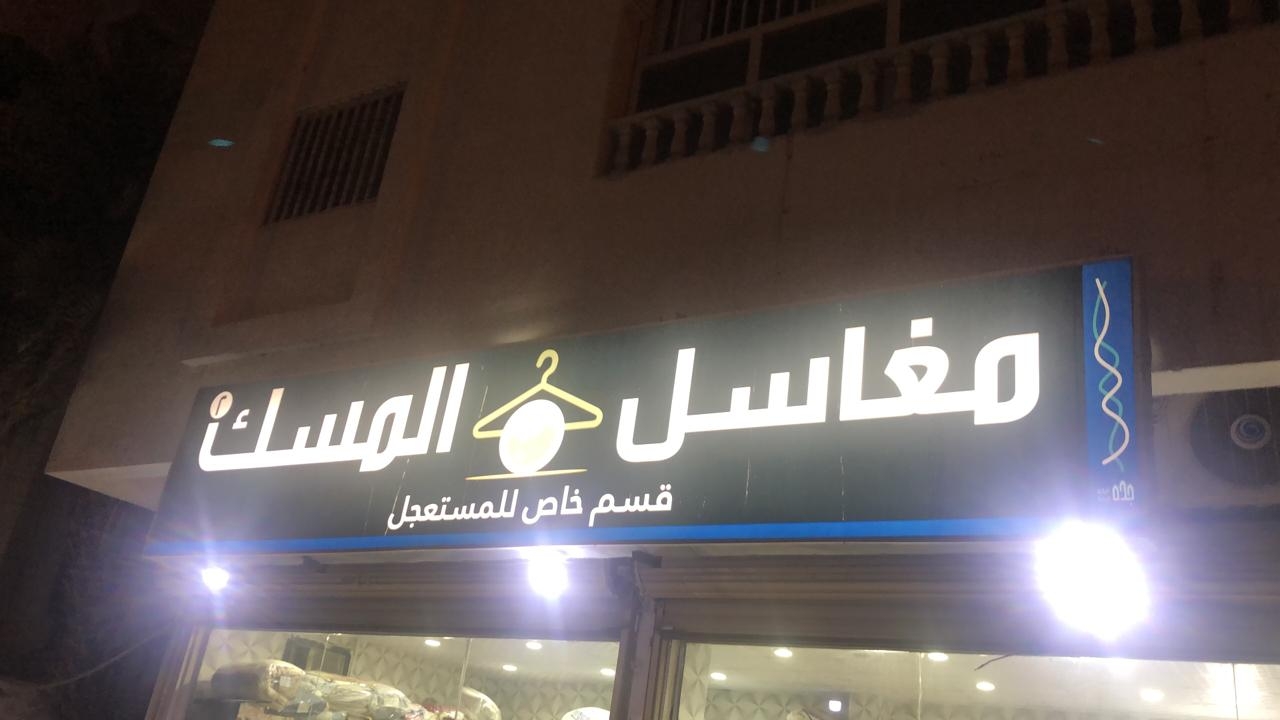 مغاسل المسك
قسم خاص للمستعجل